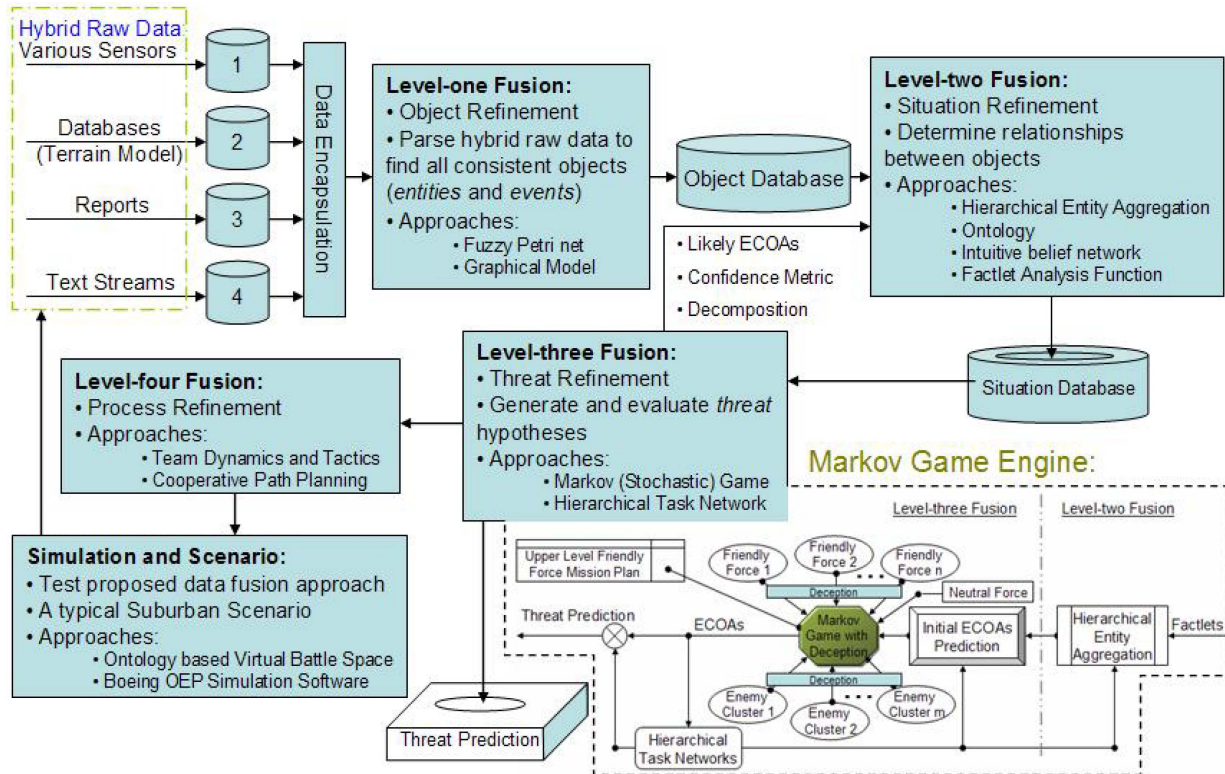 Hybrid Raw Data:
Various Sensors
Databases
(Terrain Model)
Reports
Text Streams
1
2
3
4
Data Encapsulation
Level-one Fusion:
• Object Refinement
• Parse hybrid raw data to
find all consistent objects
(entities and events)
• Approaches:
• Fuzzy Petri net
• Graphical Model
Object Database
Level-two Fusion:
• Situation Refinement
• Determine relationships
between objects
• Approaches:
• Hierarchical Entity Aggregation
• Ontology
• Intuitive belief network
• Factlet Analysis Function
• Likely ECOAs
• Confidence Metric
• Decomposition
Situation Database
Level-three Fusion:
• Threat Refinement
• Generate and evaluate threat
hypotheses
• Approaches:
• Markov (Stochastic) Game
• Hierarchical Task Network
Level-four Fusion:
• Process Refinement
• Approaches:
• Team Dynamics and Tactics
• Cooperative Path Planning
Simulation and Scenario:
• Test proposed data fusion approach
• A typical Suburban Scenario
• Approaches:
• Ontology based Virtual Battle Space
• Boeing OEP Simulation Software
Threat Prediction
Markov Game Engine:
Level-three Fusion
Level-two Fusion
Upper Level Friendly
Force Mission Plan
Friendly
Force 1
Friendly
Force 2
Friendly
Force n
Deception
Neutral Force
Threat Prediction
ECOAs
Markov
Game with
Deception
Initial ECOAs
Prediction
Hierarchical
Entity
Aggregation
Factlets
Deception
Enemy
Cluster 1
Enemy
Cluster 2
Enemy
Cluster m
Hierarchical
Task Networks